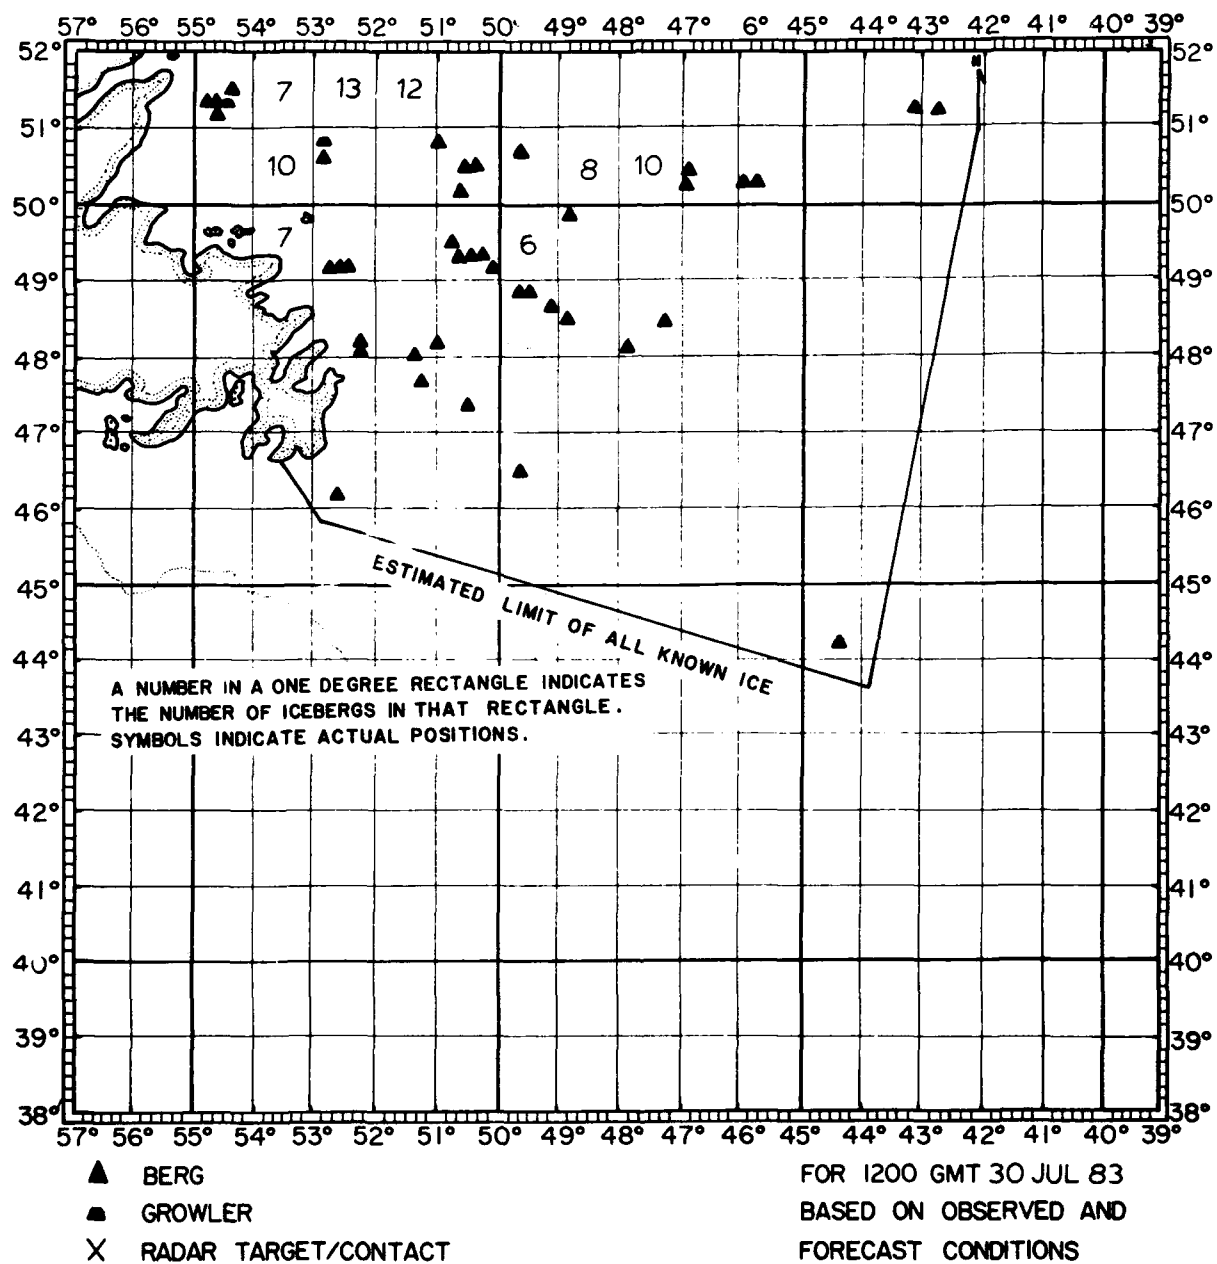 57° 56° 55° 54° 53° 52° 51° 50° 49° 48° 47° 6° 45° 44° 43° 42° 41° 40° 39°
52° 52°
7 13 12
51° 51°
10 8 10
50° 50°
7 6
49° 49°
48° 48°
47° 47°
46° 46°
ESTIMATED LIMIT OF ALL KNOWN ICE
45° 45°
44° 44°
A NUMBER IN A ONE DEGREE RECTANGLE INDICATES
THE NUMBER OF ICEBERGS IN THAT RECTANGLE.
SYMBOLS INDICATE ACTUAL POSITIONS.
43° 43°
42° 42°
41° 41°
40° 40°
39° 39°
38° 38°
57° 56° 55° 54° 53° 52° 51° 50° 49° 48° 47° 46° 45° 44° 43° 42° 41° 40° 39°
BERG
GROWLER
RADAR TARGET/CONTACT
FOR 1200 GMT 30 JUL 83
BASED ON OBSERVED AND
FORECAST CONDITIONS